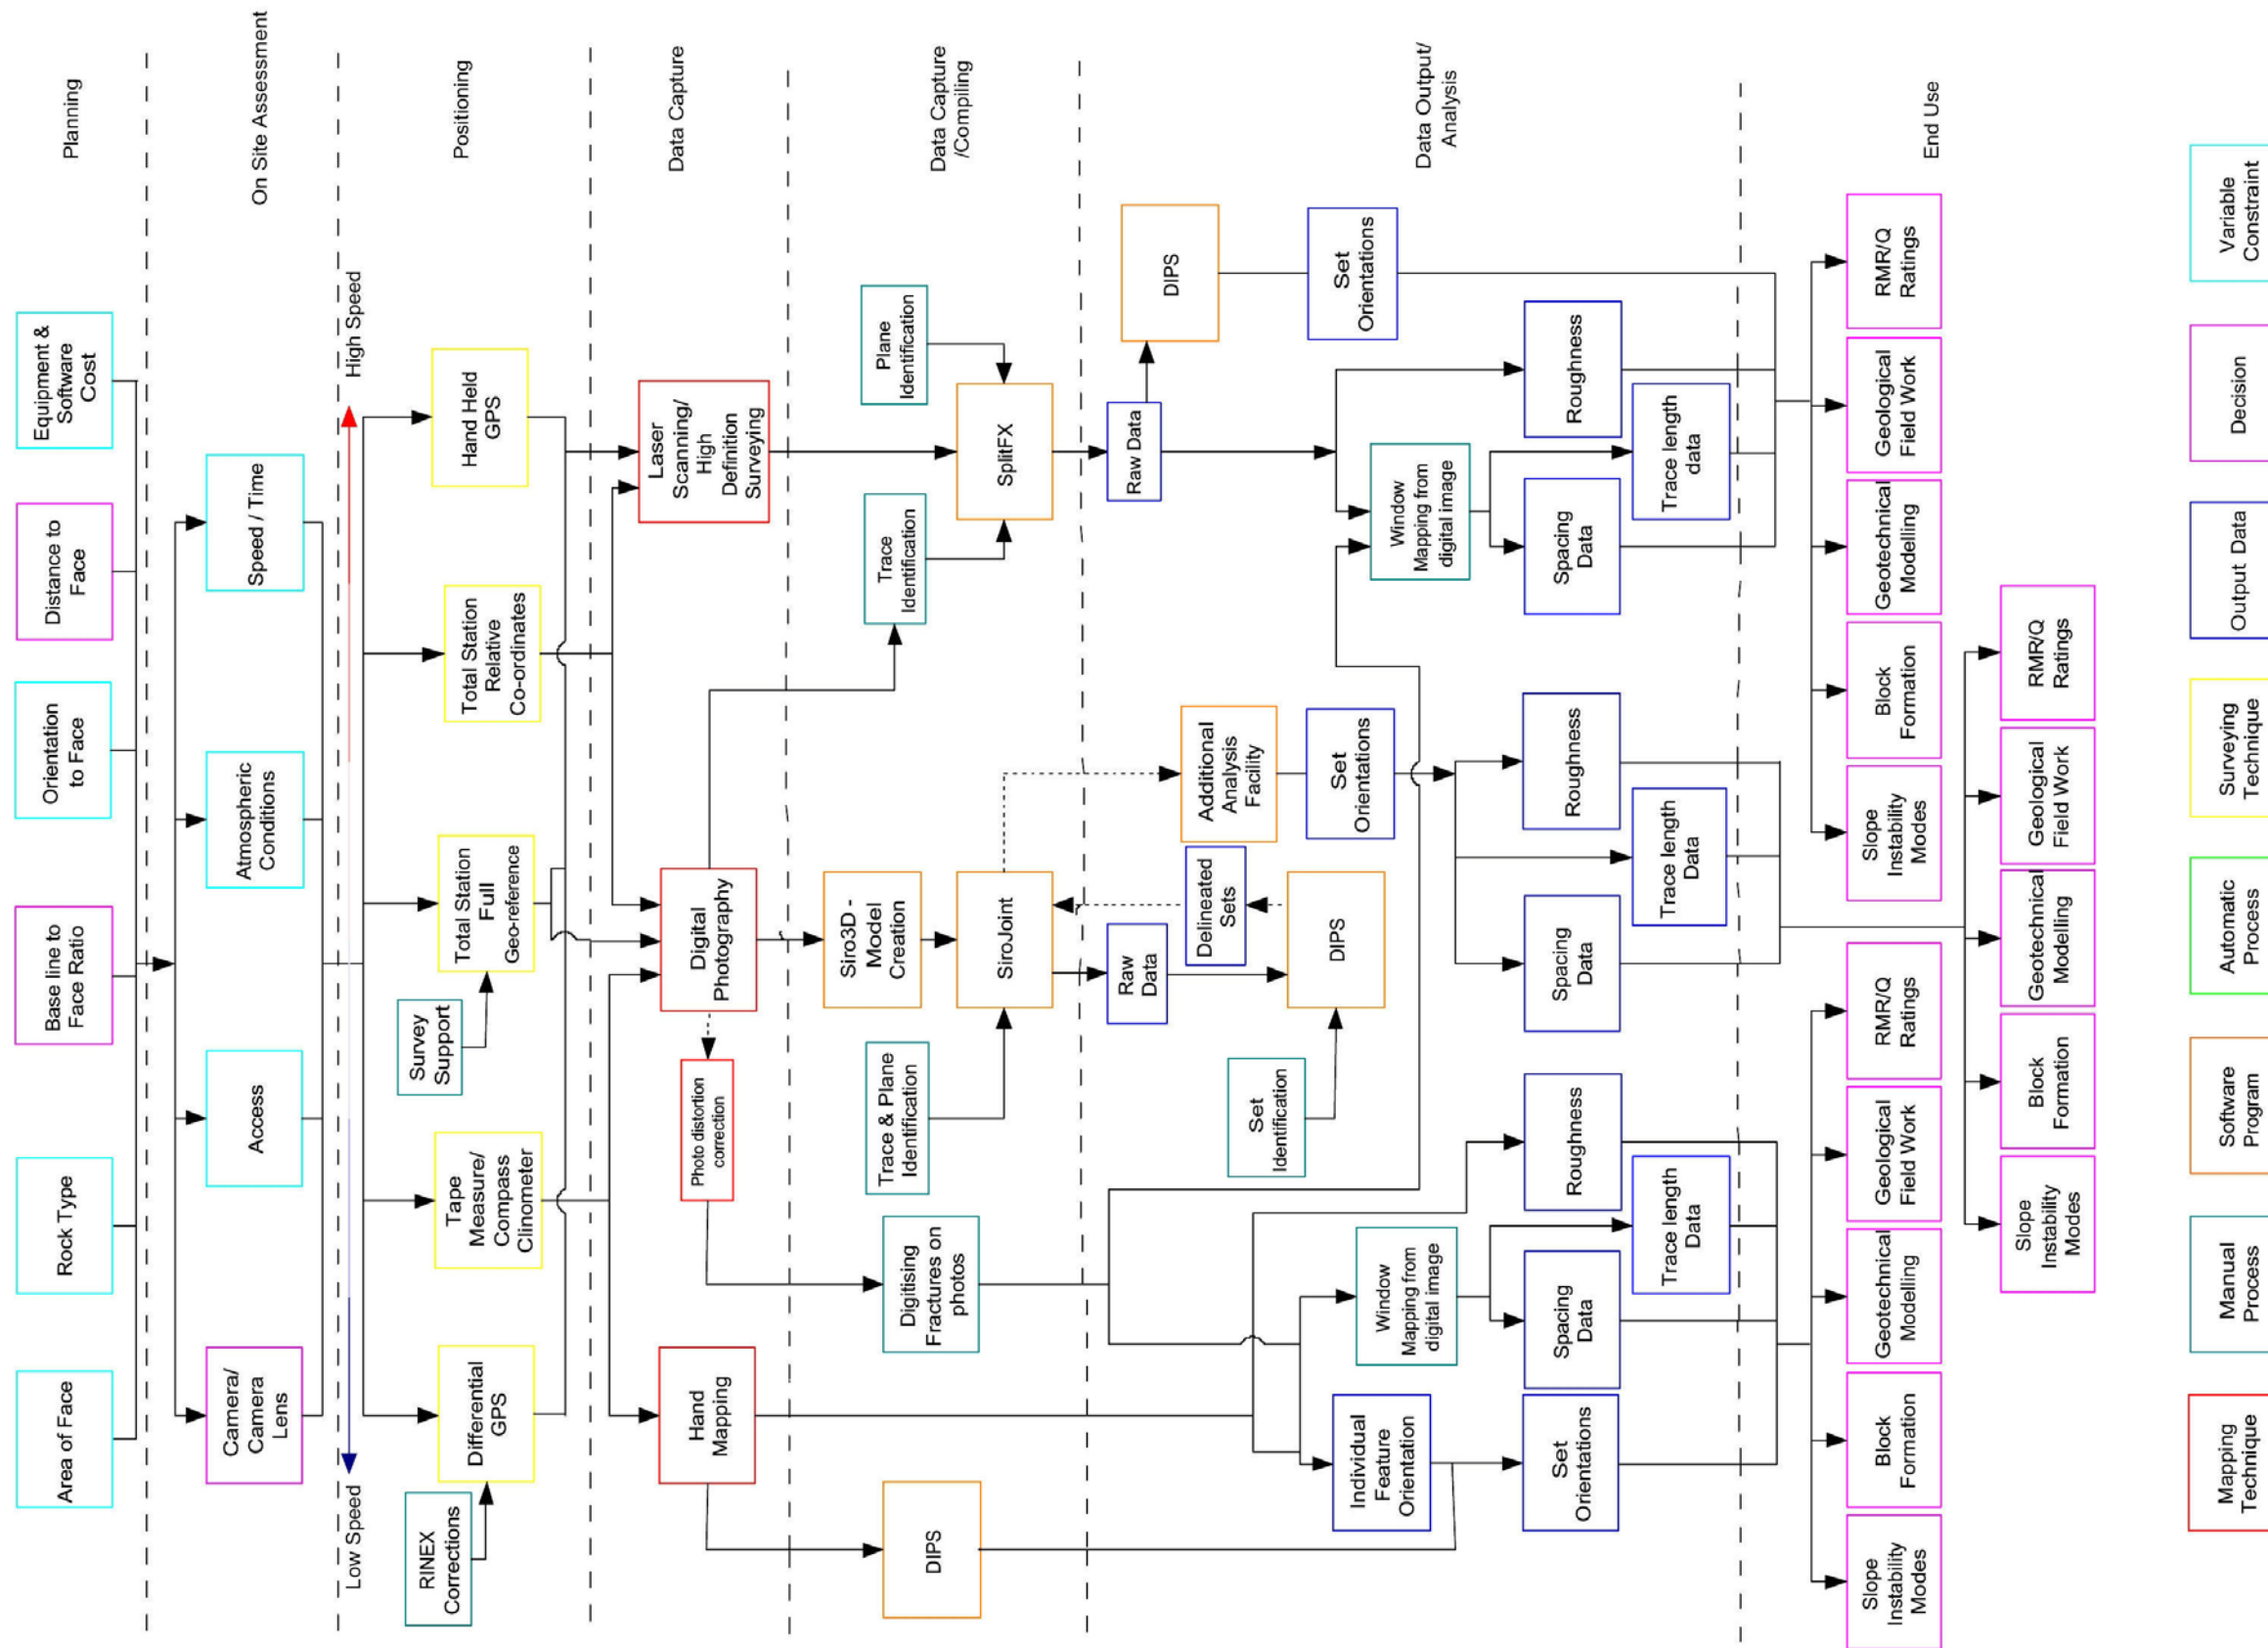 Area of Face
Rock Type
Base line to
Face Ratio
Orientation
to Face
Distance to
Face
Equipment &
Software
Cost
Planning
Camera/
Camera
Lens
Access
Atmospheric
Conditions
Speed / Time
On Site Assessment
Low Speed
High Speed
RINEX
Corrections
Differential
GPS
Tape
Measure/
Compass
Clinometer
Survey
Support
Total Station
Full
Geo-reference
Total Station
Relative
Co-ordinates
Hand Held
GPS
Positioning
Hand
Mapping
Photo distortion
correction
Digital
Photography
Laser
Scanning/
High
Definition
Surveying
Data Capture
DIPS
Digitising
Fractures on
photos
Trace & Plane
Identification
Siro3D -
Model
Creation
SiroJoint
Trace
Identification
Plane
Identification
SplitFX
Data Capture
/Compiling
Raw
Data
Delineated
Sets
Additional
Analysis
Facility
Raw Data
DIPS
Set
Identification
DIPS
Set
Orientations
Set
Orientations
Individual
Feature
Orientation
Window
Mapping from
digital image
Window
Mapping from
digital image
Set
Orientations
Spacing
Data
Roughness
Spacing
Data
Roughness
Spacing
Data
Roughness
Trace length
Data
Trace length
Data
Trace length
data
Data Output/
Analysis
Slope
Instability
Modes
Block
Formation
Geotechnical
Modelling
Geological
Field Work
RMR/Q
Ratings
Slope
Instability
Modes
Block
Formation
Geotechnical
Modelling
Geological
Field Work
RMR/Q
Ratings
End Use
Slope
Instability
Modes
Block
Formation
Geotechnical
Modelling
Geological
Field Work
RMR/Q
Ratings
Mapping
Technique
Manual
Process
Software
Program
Automatic
Process
Surveying
Technique
Output Data
Decision
Variable
Constraint